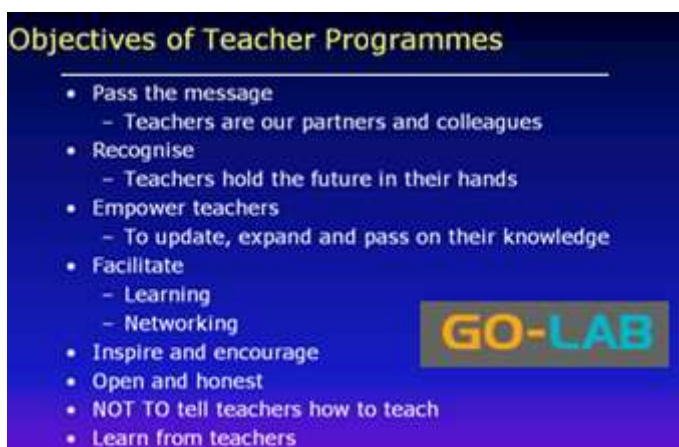 Objectives of Teacher Programmes
• Pass the message
– Teachers are our partners and colleagues
• Recognise
– Teachers hold the future in their hands
• Empower teachers
– To update, expand and pass on their knowledge
• Facilitate
– Learning
– Networking
GO-LAB
• Inspire and encourage
• Open and honest
• NOT TO tell teachers how to teach
• Learn from teachers